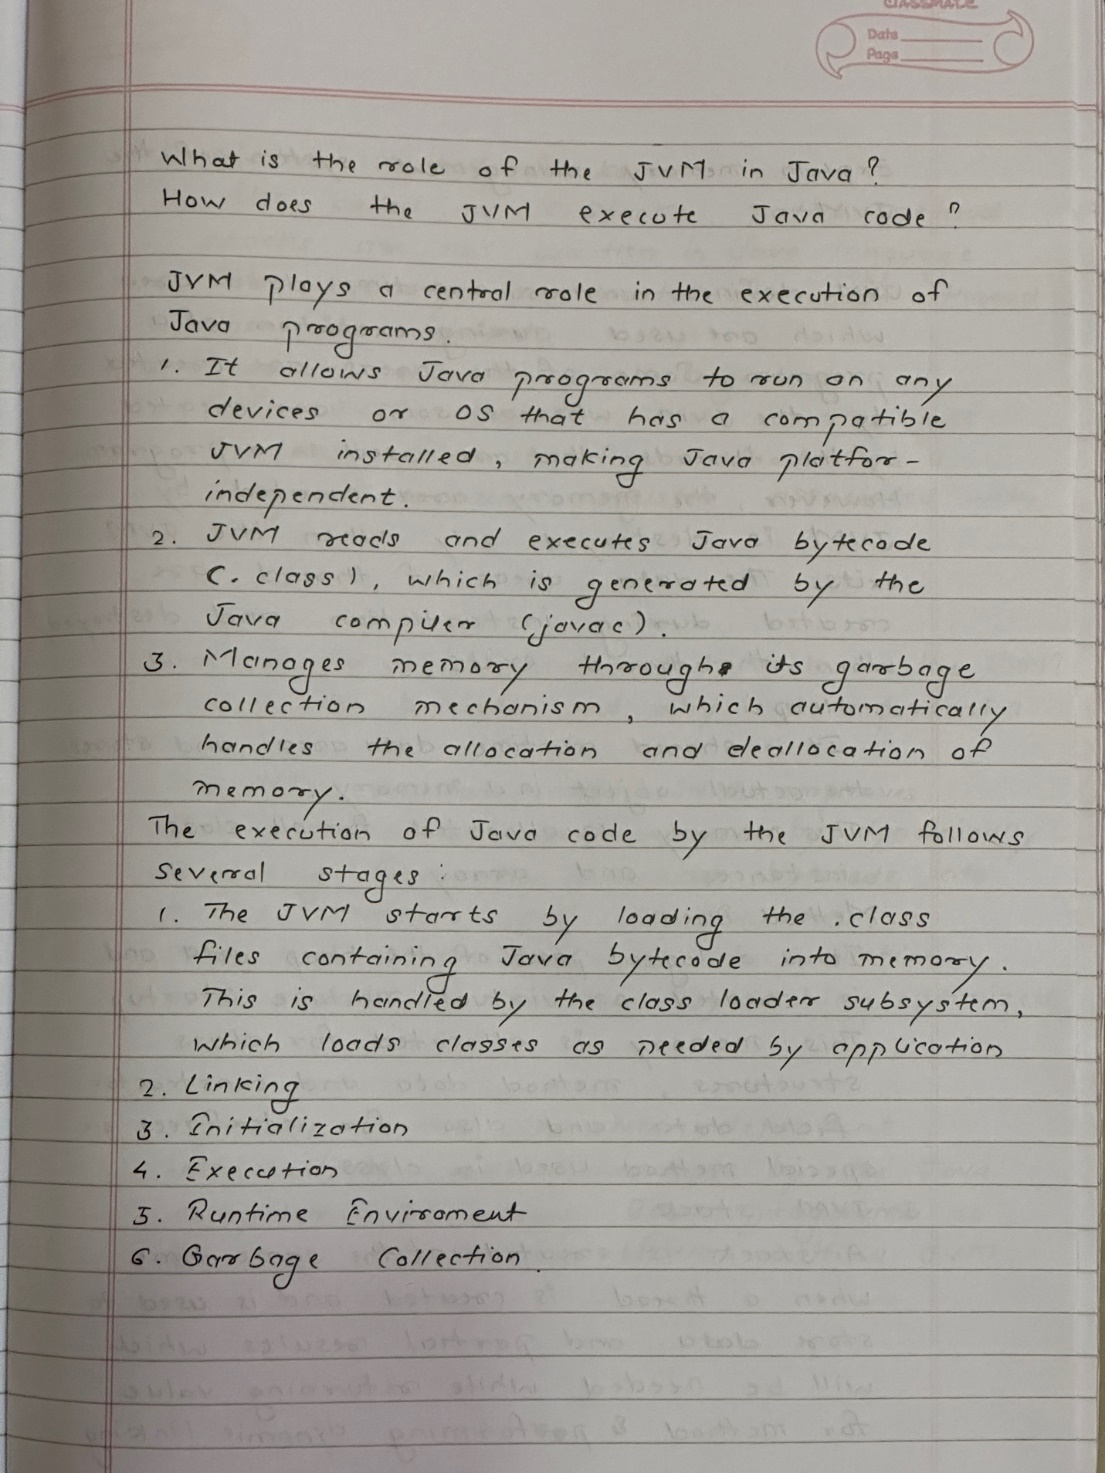 CLASSMATE
Date
Page
What is the role of the JVM in Java?
How does the JVM execute Java code?
JVM plays a central role in the execution of
Java programs.
1. It allows Java programs to run on any
devices or OS that has a compatible
JVM installed, making Java platfor-
independent.
2. JVM reads and executes Java bytecode
(.class), which is generated by the
Java compiler (javac).
3. Manages memory through its garbage
collection mechanism, which automatically
handles the allocation and deallocation of
memory.
The execution of Java code by the JVM follows
several stages:
1. The JVM starts by loading the .class
files containing Java bytecode into memory.
This is handled by the class loader subsystem,
which loads classes as needed by application
2. Linking
3. Initialization
4. Execution
5. Runtime Enviroment
6. Garbage Collection.